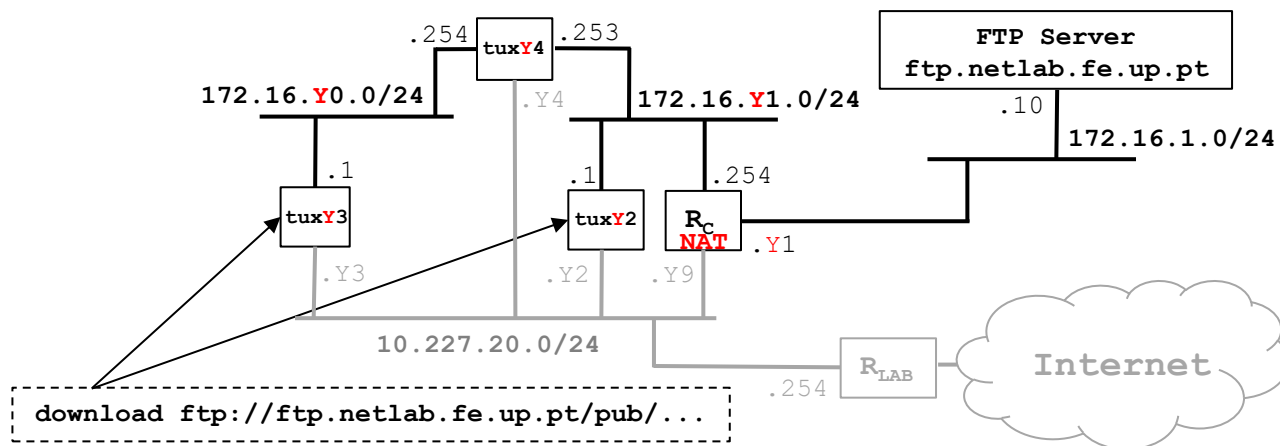 .254
tuxY4
.253
FTP Server
ftp.netlab.fe.up.pt
172.16.Y0.0/24
.Y4
172.16.Y1.0/24
.10
172.16.1.0/24
.1
.1
.254
tuxY3
tuxY2
RC
NAT
.Y1
.Y3
.Y2
.Y9
10.227.20.0/24
.254
RLAB
Internet
download ftp://ftp.netlab.fe.up.pt/pub/...